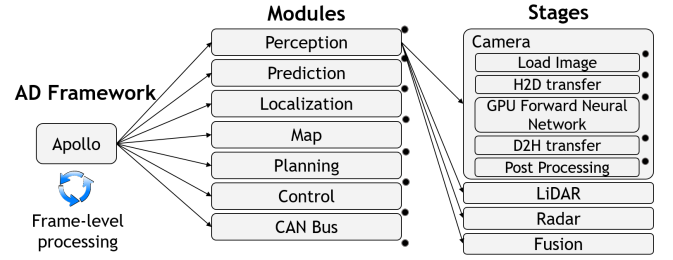 AD Framework
Apollo
Frame-level
processing
Modules
Perception
Prediction
Localization
Map
Planning
Control
CAN Bus
Stages
Camera
Load Image
H2D transfer
GPU Forward Neural
Network
D2H transfer
Post Processing
LiDAR
Radar
Fusion